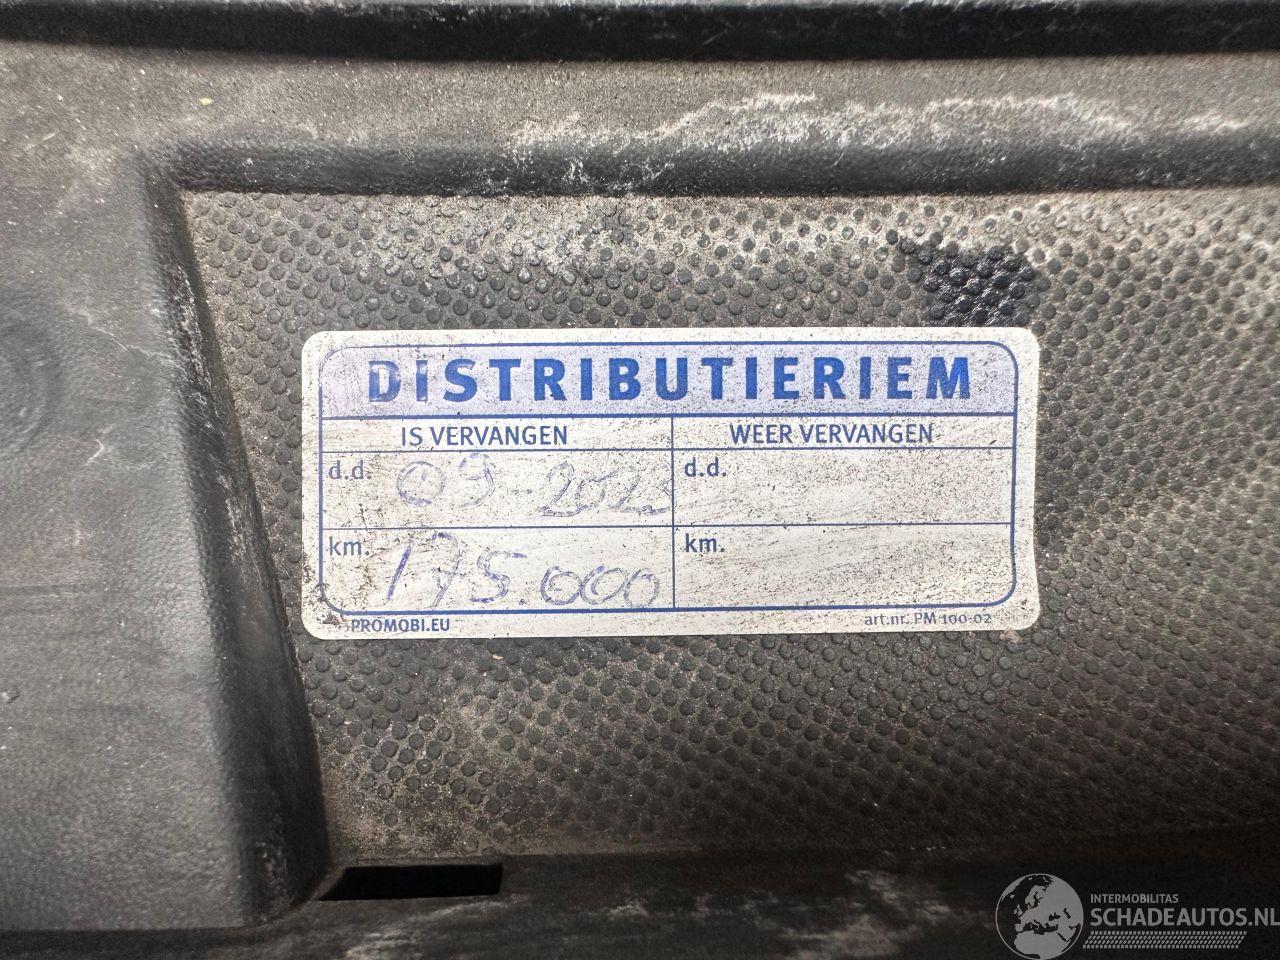 DISTRIBUTIERIEM
IS VERVANGEN WEER VERVANGEN
d.d. 09-2023 d.d.
km. 175.000 km.
PROMOBI.EU art.nr. PM 100-02
INTERMOBILITAS
SCHADEAUTOS.NL